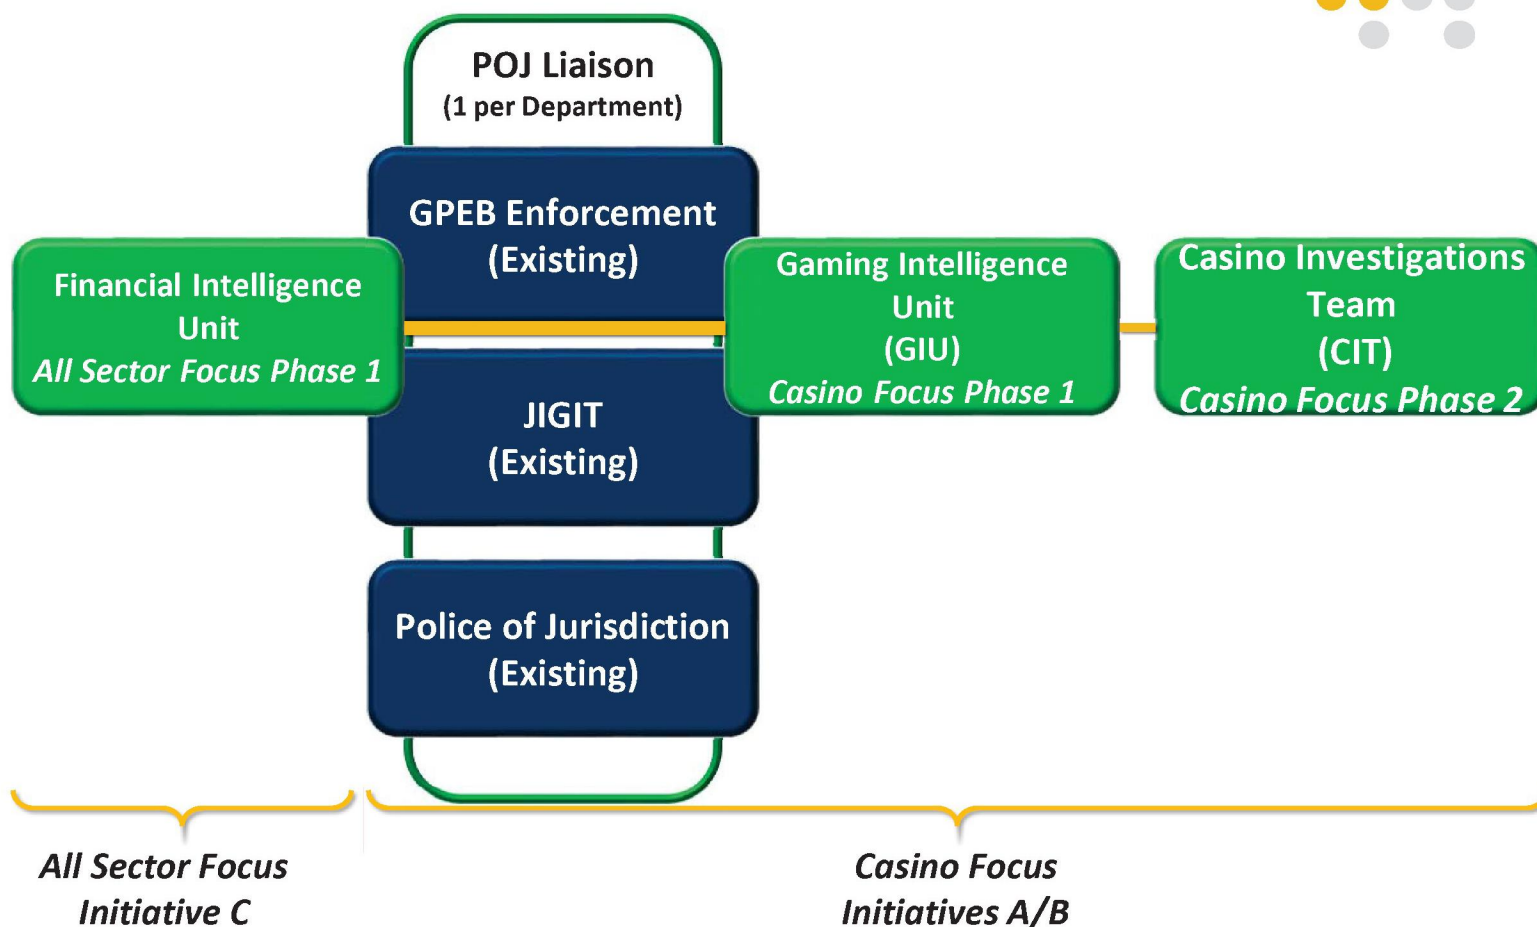 POJ Liaison
(1 per Department)
GPEB Enforcement
(Existing)
Financial Intelligence
Unit
All Sector Focus Phase 1
Gaming Intelligence
Unit
(GIU)
Casino Focus Phase 1
Casino Investigations
Team
(CIT)
Casino Focus Phase 2
JIGIT
(Existing)
Police of Jurisdiction
(Existing)
All Sector Focus
Initiative C
Casino Focus
Initiatives A/B